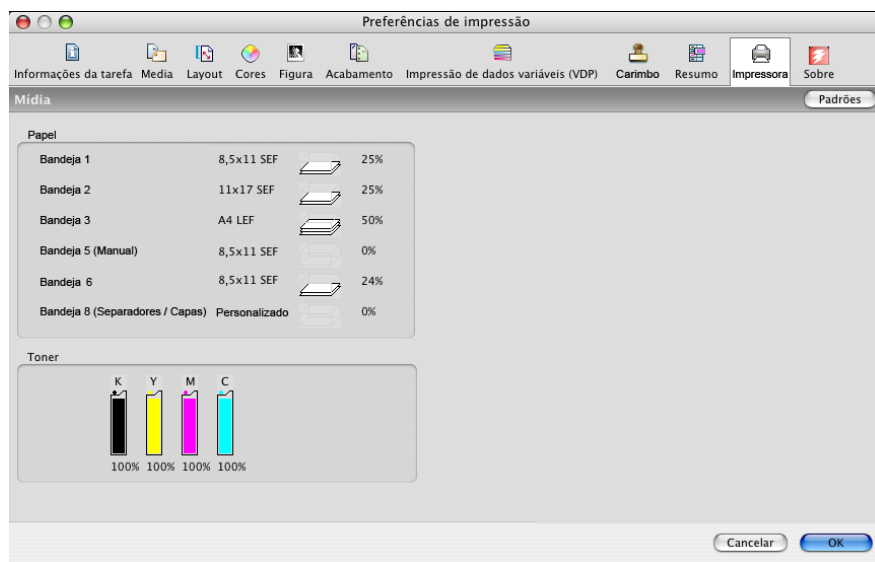 Preferências de impressão
Informações da tarefa Media Layout Cores Figura Acabamento Impressão de dados variáveis (VDP) Carimbo Resumo Impressora Sobre
Mídia Padrões
Papel
Bandeja 1 8,5x11 SEF 25%
Bandeja 2 11x17 SEF 25%
Bandeja 3 A4 LEF 50%
Bandeja 5 (Manual) 8,5x11 SEF 0%
Bandeja 6 8,5x11 SEF 24%
Bandeja 8 (Separadores / Capas) Personalizado 0%
Toner
K Y M C
100% 100% 100% 100%
Cancelar OK